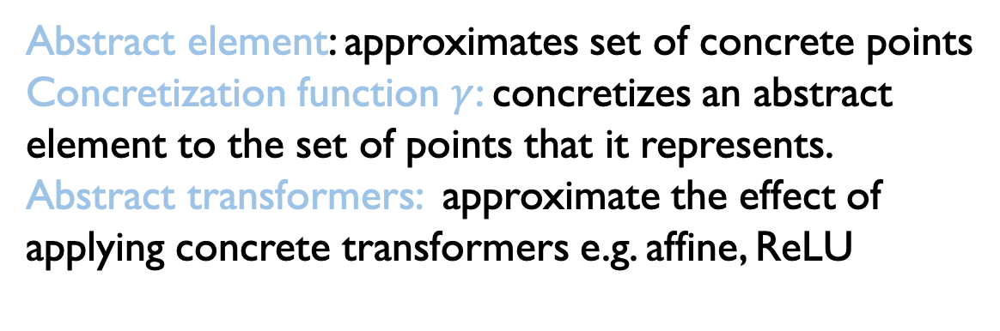 Abstract element: approximates set of concrete points
Concretization function γ: concretizes an abstract
element to the set of points that it represents.
Abstract transformers: approximate the effect of
applying concrete transformers e.g. affine, ReLU